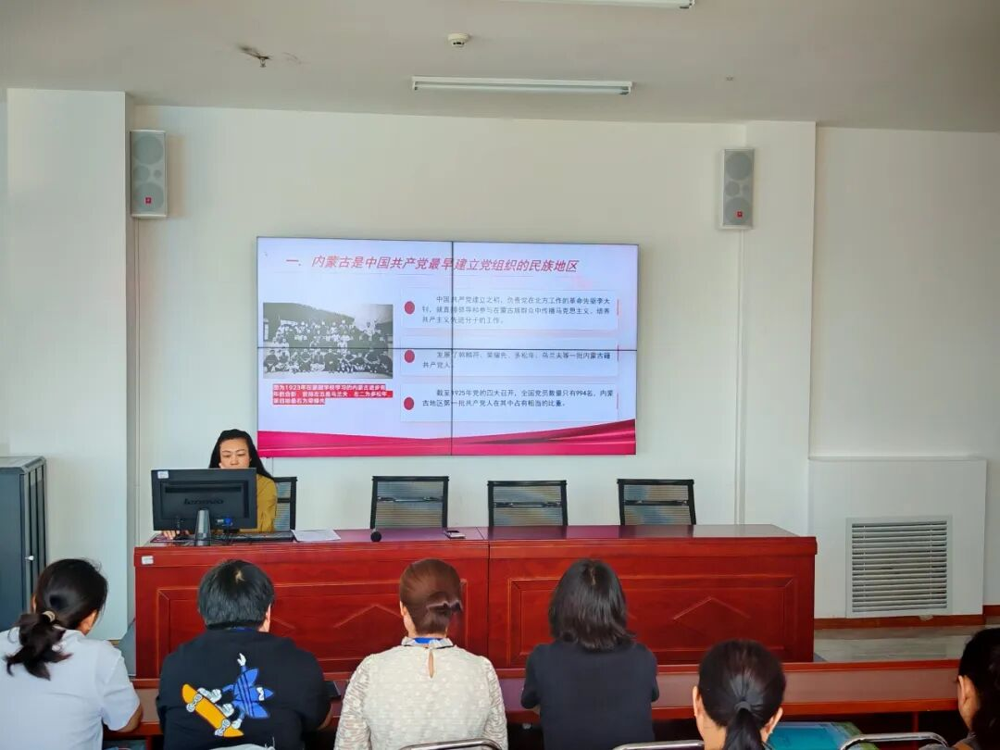 一. 内蒙古是中国共产党最早建立党组织的民族地区
中国共产党建立之初，负责党在北方工作的革命先驱李大
钊，就直接领导和参与在蒙古族群众中传播马克思主义、培养
共产主义先进分子的工作。
发展了韩麟符、荣耀先、多松年、乌兰夫等一批内蒙古籍
共产党人。
截至1925年党的四大召开，全国党员数量只有994名，内蒙
古地区第一批共产党人在其中占有相当的比重。
图为1923年在蒙藏学校学习的内蒙古进步青
年的合影，前排左五是乌兰夫，左二为多松年，
第四排最右为荣耀先
lenovo